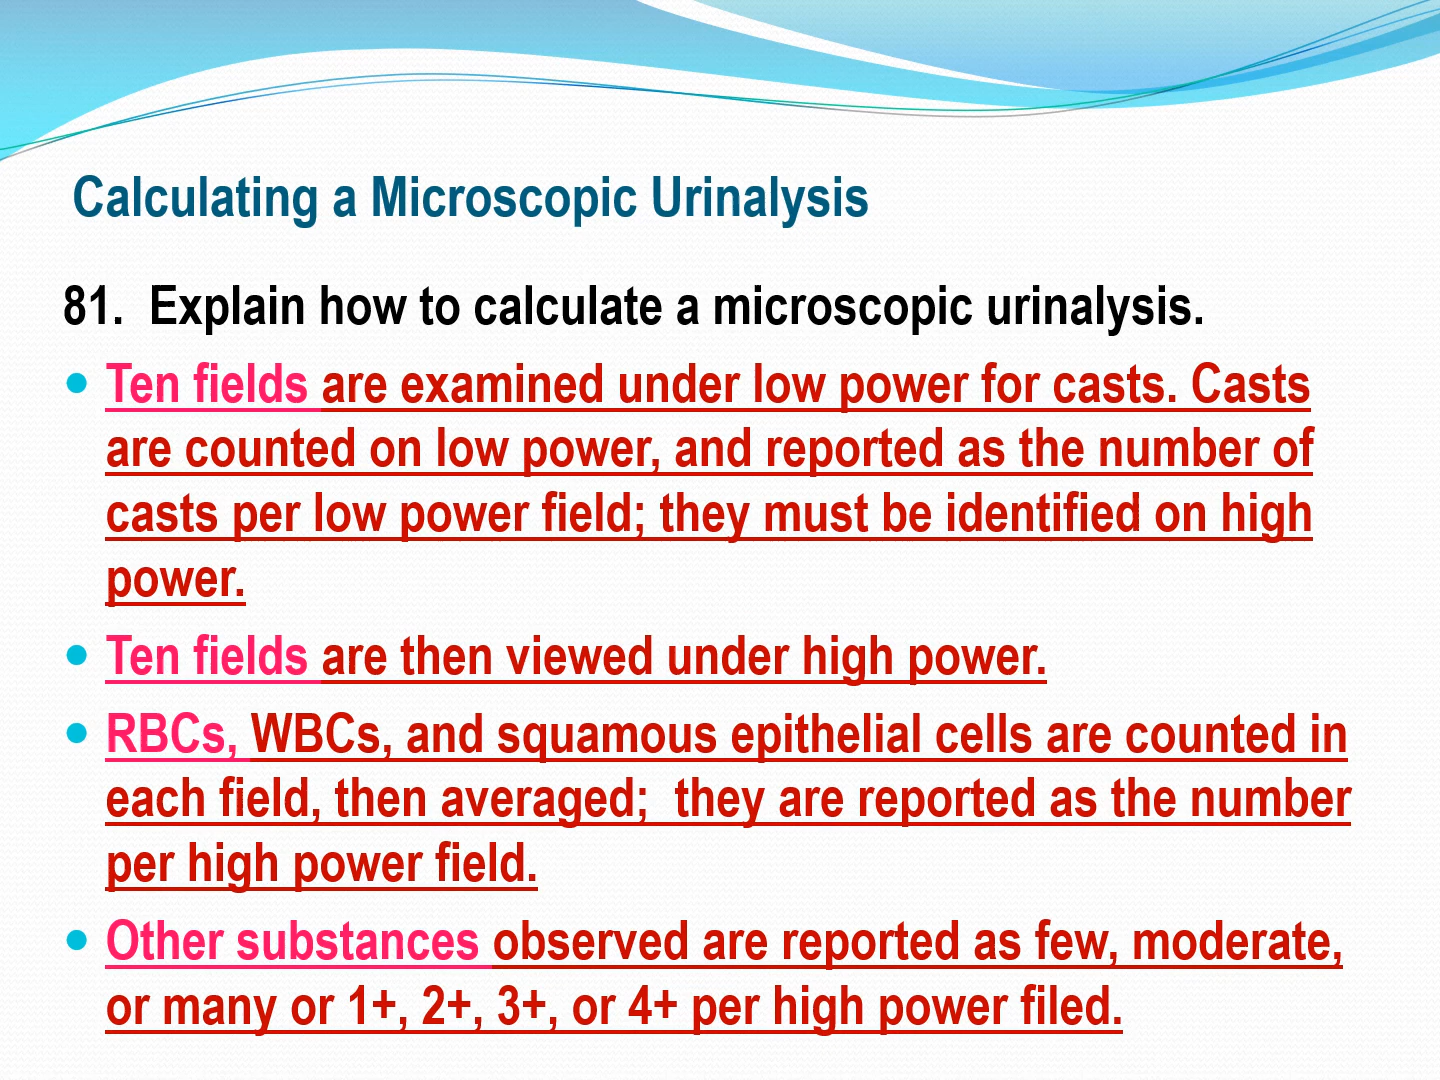 Calculating a Microscopic Urinalysis
81.  Explain how to calculate a microscopic urinalysis.
Ten fields are examined under low power for casts. Casts
are counted on low power, and reported as the number of
casts per low power field; they must be identified on high
power.
Ten fields are then viewed under high power.
RBCs, WBCs, and squamous epithelial cells are counted in
each field, then averaged;  they are reported as the number
per high power field.
Other substances observed are reported as few, moderate,
or many or 1+, 2+, 3+, or 4+ per high power filed.